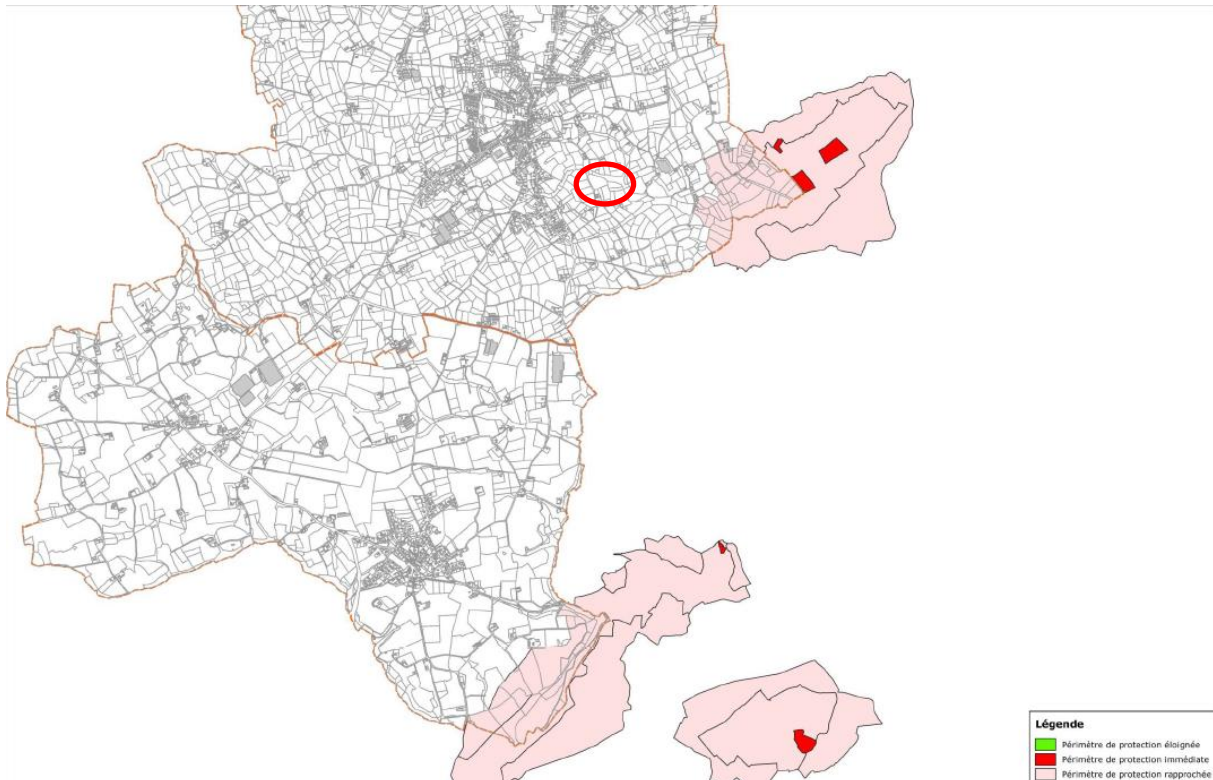 Légende
Périmètre de protection éloignée
Périmètre de protection immédiate
Périmètre de protection rapprochée